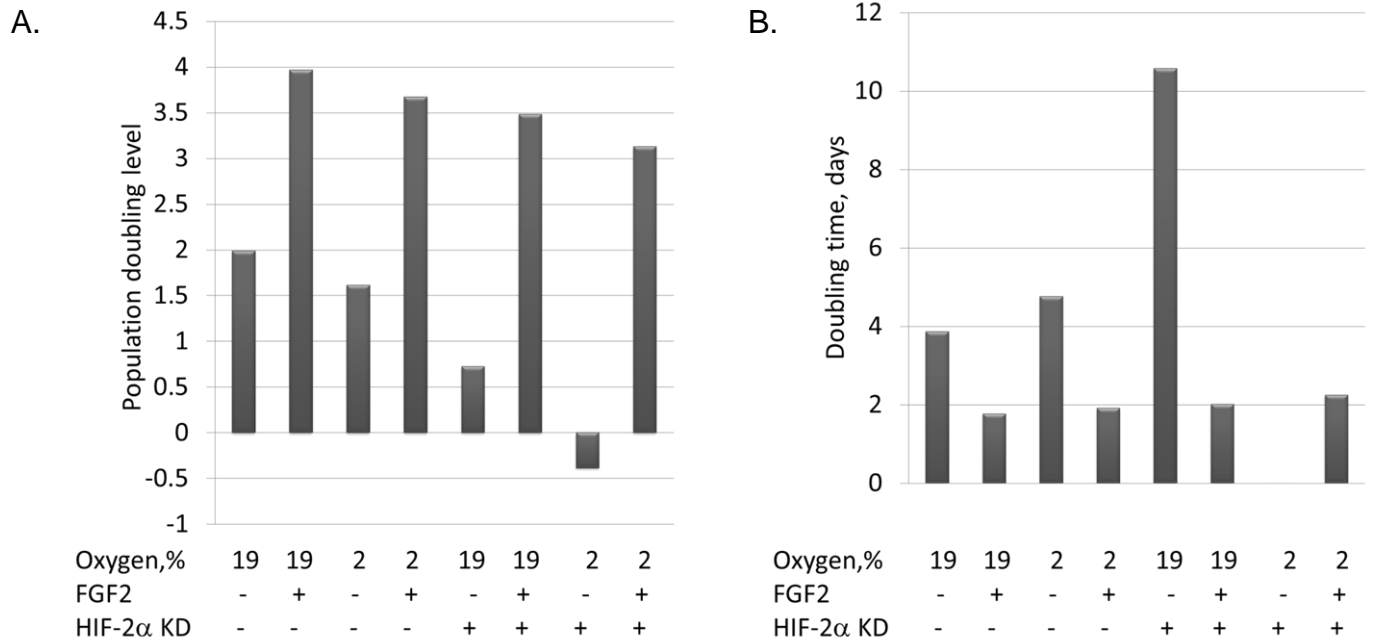 A.
Population doubling level
4.5
4
3.5
3
2.5
2
1.5
1
0.5
0
-0.5
-1
Oxygen,% 19 19 2 2 19 19 2 2
FGF2 - + - + - + - +
HIF-2α KD - - - - + + + +
B.
Doubling time, days
12
10
8
6
4
2
0
Oxygen,% 19 19 2 2 19 19 2 2
FGF2 - + - + - + - +
HIF-2α KD - - - - + + + +